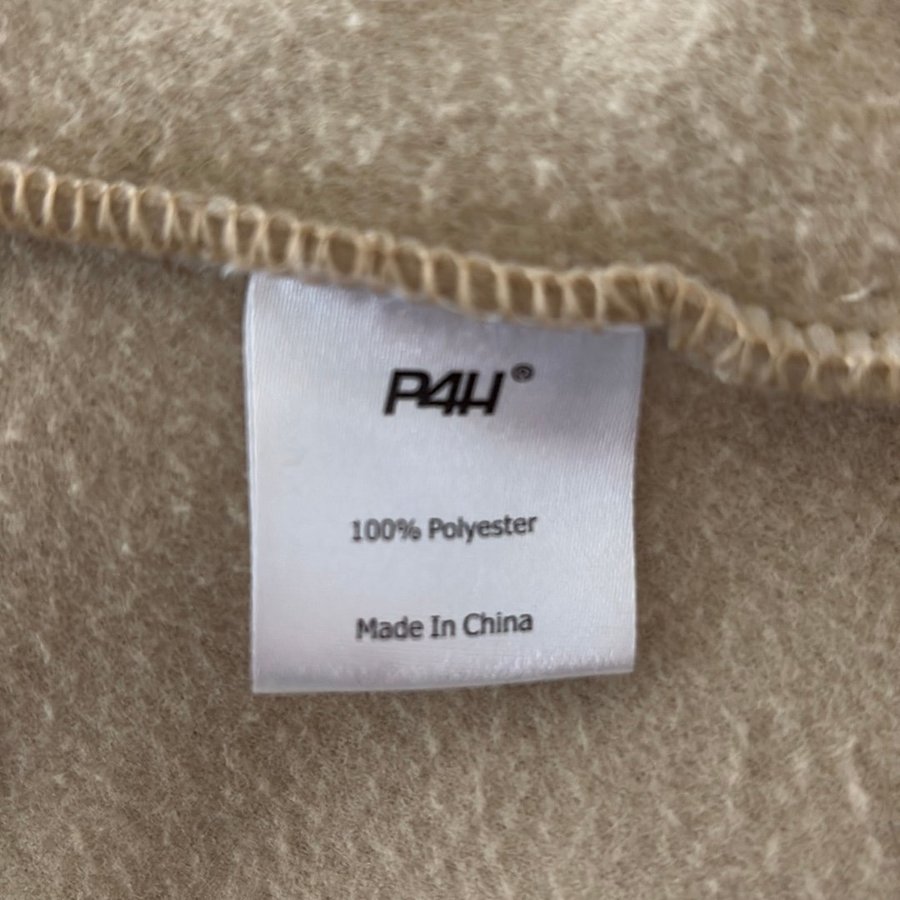 P4H®
100% Polyester
Made In China